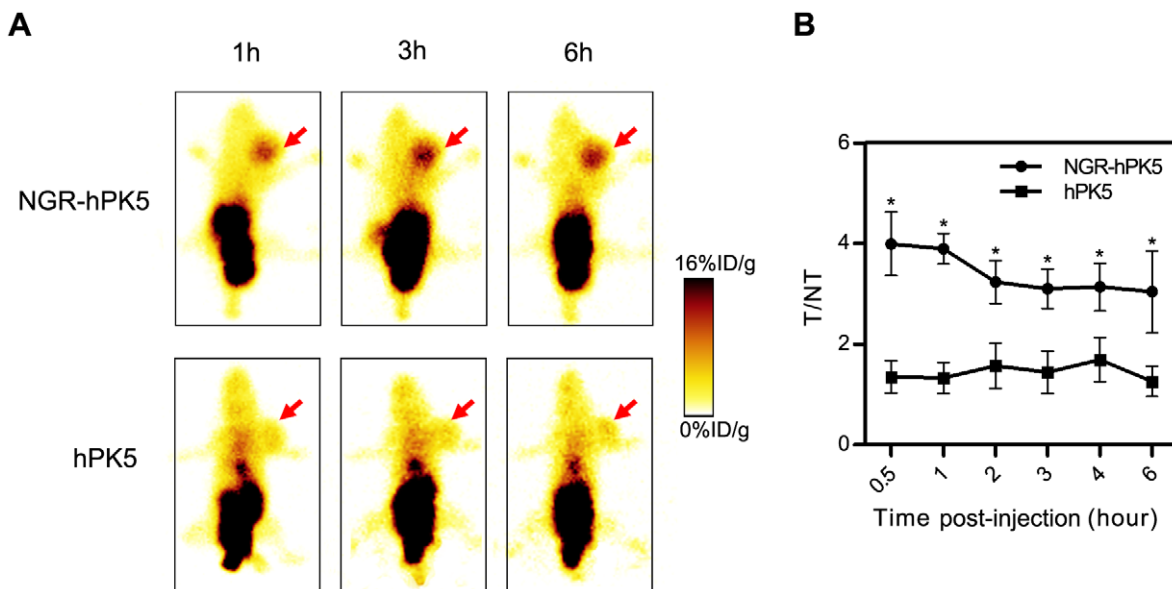 A
1h 3h 6h
NGR-hPK5
hPK5
16%ID/g
0%ID/g
B
6
4
2
0
T/NT
NGR-hPK5
hPK5
* * * * * *
0.5 1 2 3 4 6
Time post-injection (hour)